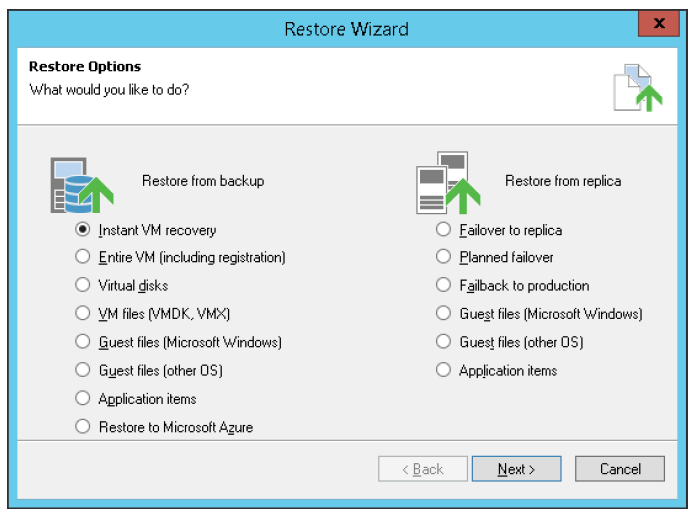 Restore Wizard
x
Restore Options
What would you like to do?
Restore from backup
Instant VM recovery
Entire VM (including registration)
Virtual disks
VM files (VMDK, VMX)
Guest files (Microsoft Windows)
Guest files (other OS)
Application items
Restore to Microsoft Azure
Restore from replica
Failover to replica
Planned failover
Failback to production
Guest files (Microsoft Windows)
Guest files (other OS)
Application items
< Back
Next >
Cancel